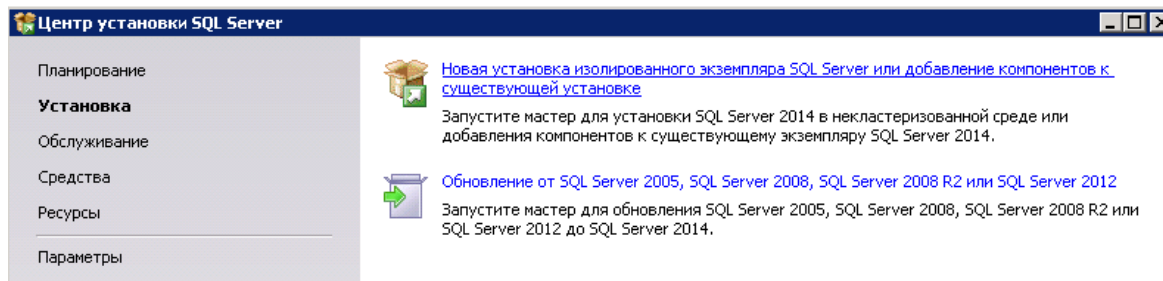 Центр установки SQL Server
Планирование
Установка
Обслуживание
Средства
Ресурсы
Параметры
Новая установка изолированного экземпляра SQL Server или добавление компонентов к
существующей установке
Запустите мастер для установки SQL Server 2014 в некластеризованной среде или
добавления компонентов к существующему экземпляру SQL Server 2014.
Обновление от SQL Server 2005, SQL Server 2008, SQL Server 2008 R2 или SQL Server 2012
Запустите мастер для обновления SQL Server 2005, SQL Server 2008, SQL Server 2008 R2 или
SQL Server 2012 до SQL Server 2014.